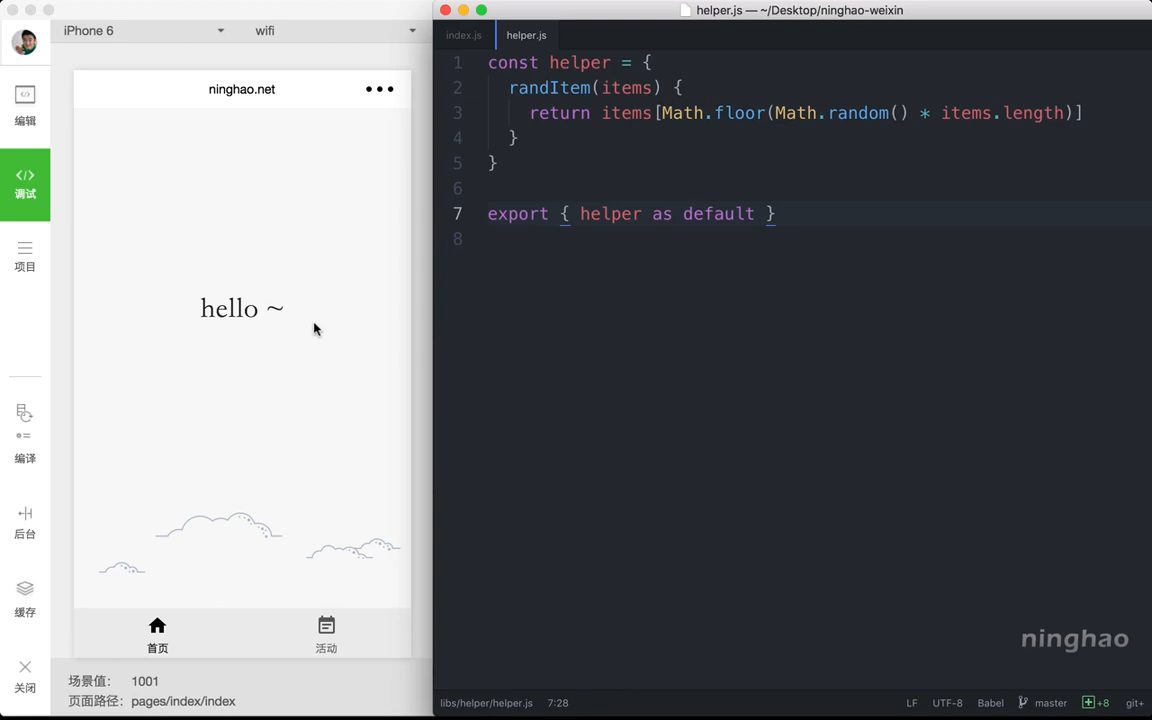 iPhone 6
wifi
编辑
调试
项目
编译
后台
缓存
关闭
ninghao.net
hello ~
首页
活动
场景值： 1001
页面路径： pages/index/index
helper.js — ~/Desktop/ninghao-weixin
index.js
helper.js
1 const helper = {
2 randItem(items) {
3 return items[Math.floor(Math.random() * items.length)]
4 }
5 }
6
7 export { helper as default }
8
ninghao
libs/helper/helper.js 7:28
LF UTF-8 Babel master +8 git+